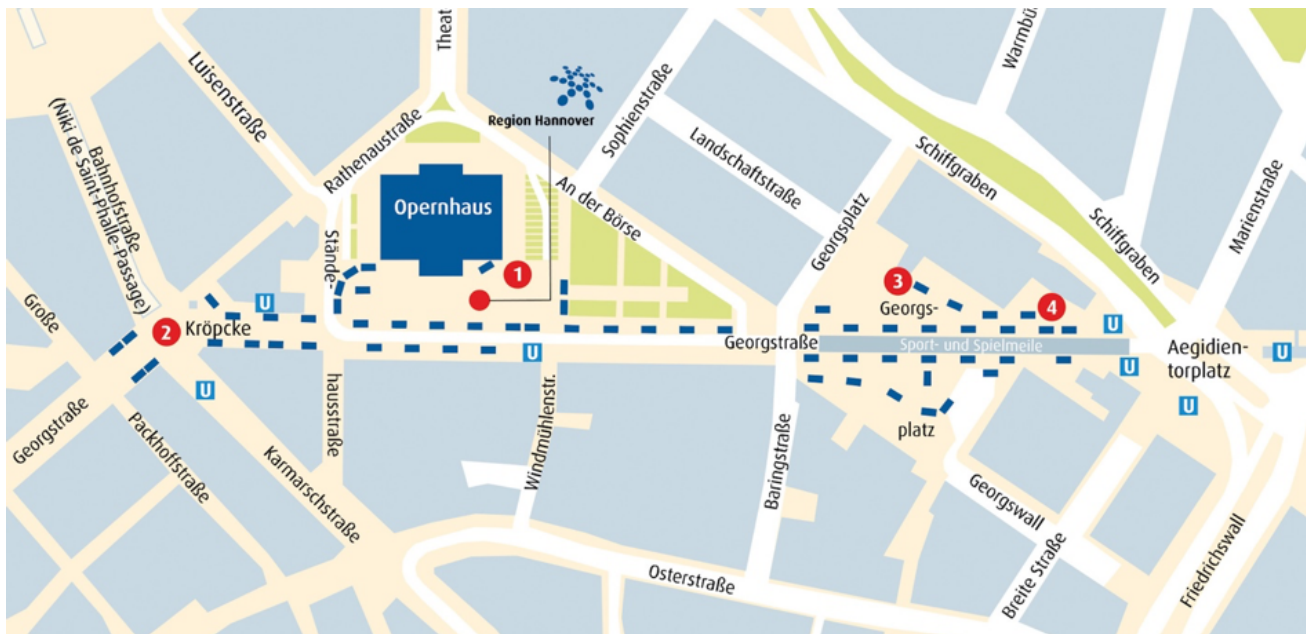 Theat
Warmbü
Luisenstraße
Region Hannover
Sophienstraße
Rathenaustraße
Landschaftstraße
Schiffgraben
(Niki de Saint-Phalle-Passage)
Bahnhofstraße
Opernhaus
An der Börse
Georgsplatz
Schiffgraben
Marienstraße
Stände-
1
3
Große
U
2
Kröpcke
Georgs-
4
U
Georgstraße
Sport- und Spielmeile
U
U
Aegidien-
torplatz
U
U
U
hausstraße
Georgstraße
Packhofstraße
Karmarschstraße
Windmühlenstr.
Baringstraße
platz
Georgswall
Osterstraße
Breite Straße
Friedrichswall